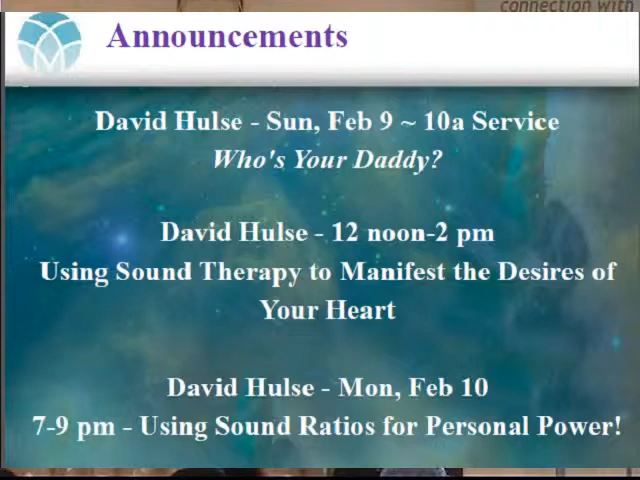 connection with
Announcements
David Hulse - Sun, Feb 9 ~ 10a Service
Who's Your Daddy?
David Hulse - 12 noon-2 pm
Using Sound Therapy to Manifest the Desires of
Your Heart
David Hulse - Mon, Feb 10
7-9 pm - Using Sound Ratios for Personal Power!